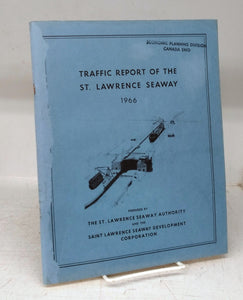 ECONOMIC PLANNING DIVISION
CANADA
TRAFFIC REPORT OF THE
ST. LAWRENCE SEAWAY
1966
PREPARED BY
THE ST. LAWRENCE SEAWAY AUTHORITY
AND THE
SAINT LAWRENCE SEAWAY DEVELOPMENT
CORPORATION